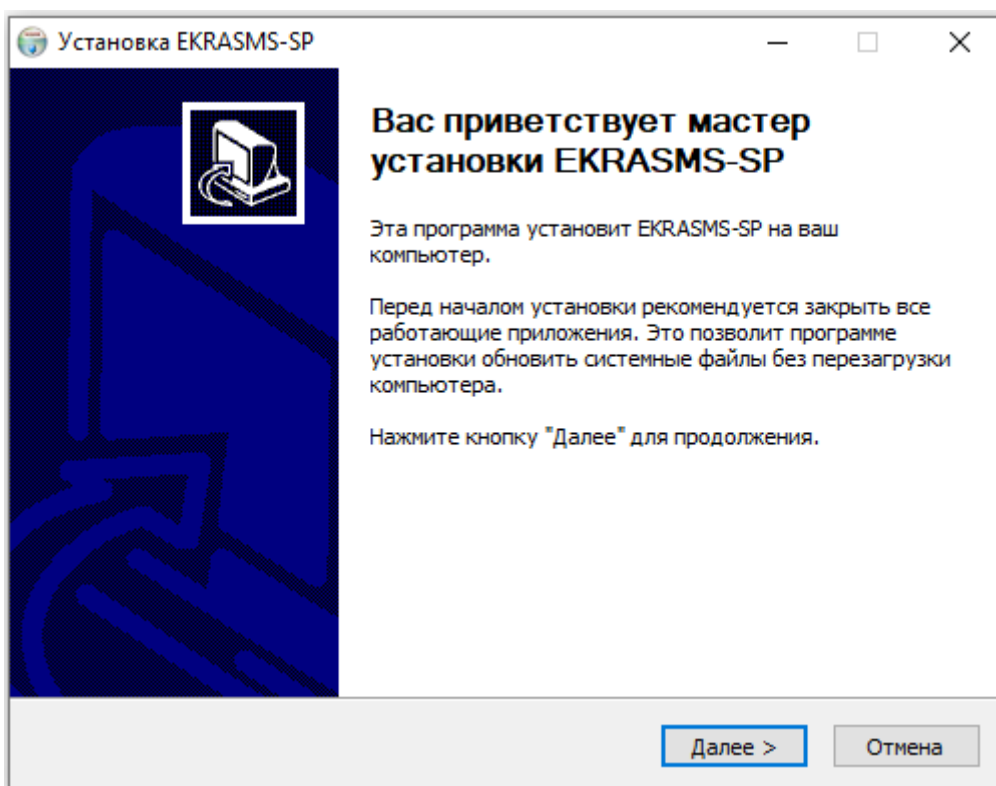 Установка EKRASMS-SP
Вас приветствует мастер
установки EKRASMS-SP
Эта программа установит EKRASMS-SP на ваш
компьютер.
Перед началом установки рекомендуется закрыть все
работающие приложения. Это позволит программе
установки обновить системные файлы без перезагрузки
компьютера.
Нажмите кнопку "Далее" для продолжения.
Далее >
Отмена